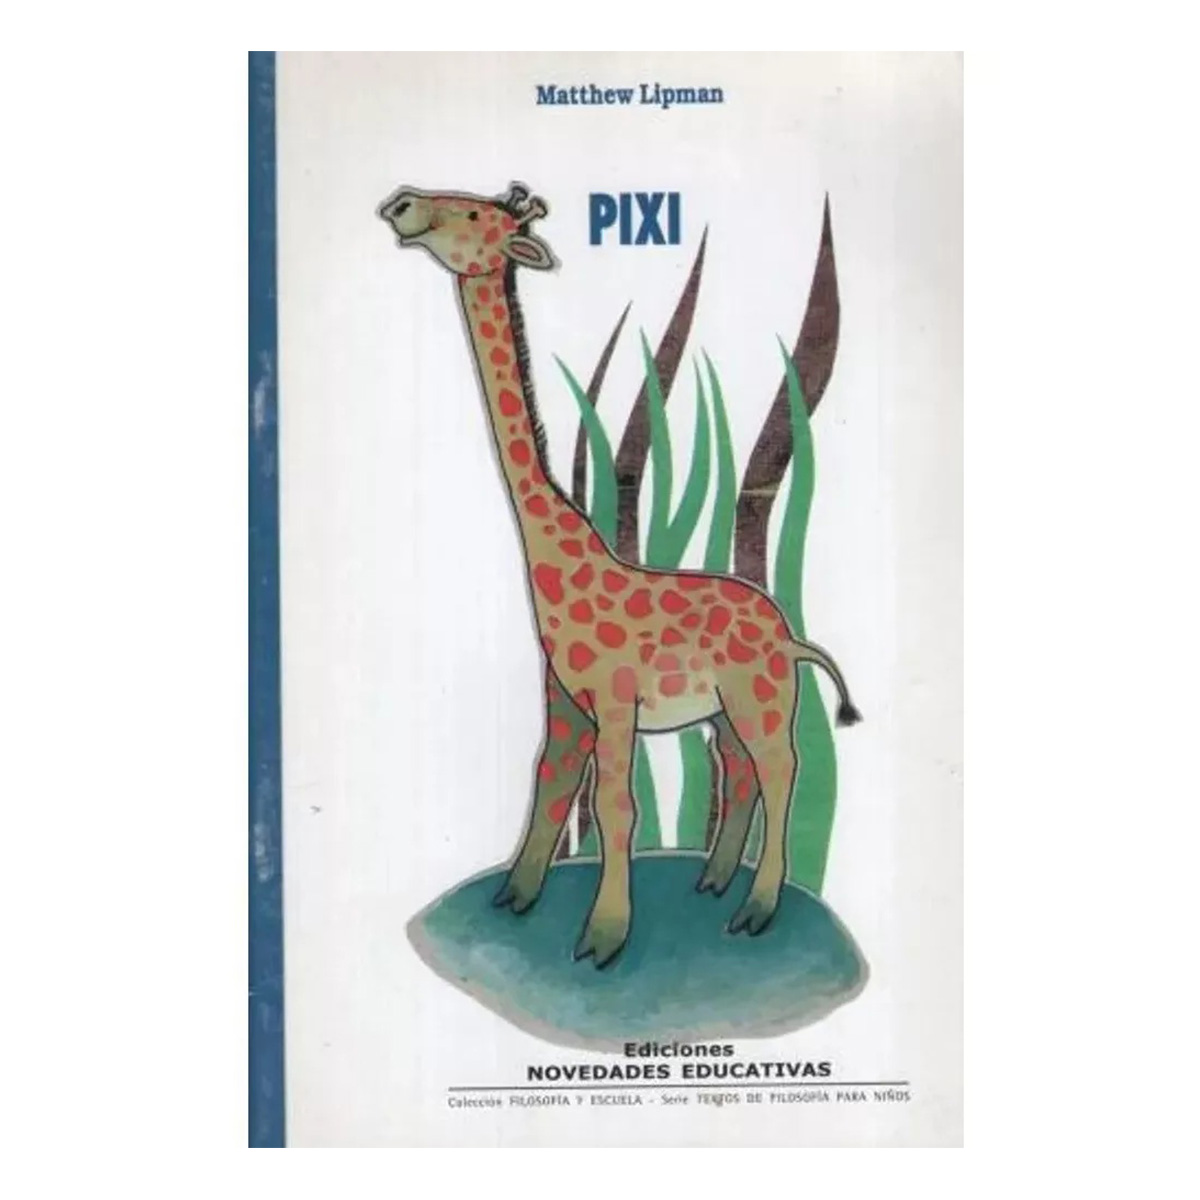 Matthew Lipman
PIXI
Ediciones
NOVEDADES EDUCATIVAS
Colección FILOSOFÍA Y ESCUELA - Serie TEXTOS DE FILOSOFÍA PARA NIÑOS